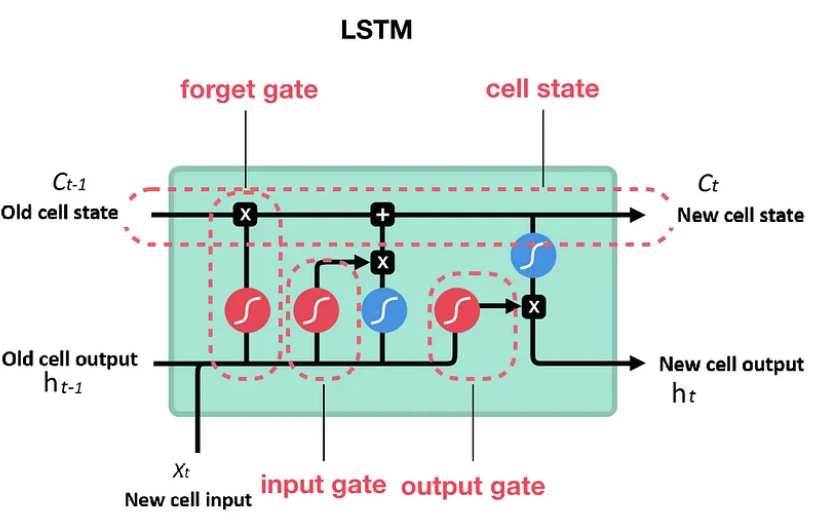 LSTM
forget gate
cell state
Ct-1
Ct
Old cell state
New cell state
X
+
X
X
Old cell output
New cell output
ht-1
ht
Xt
New cell input
input gate
output gate